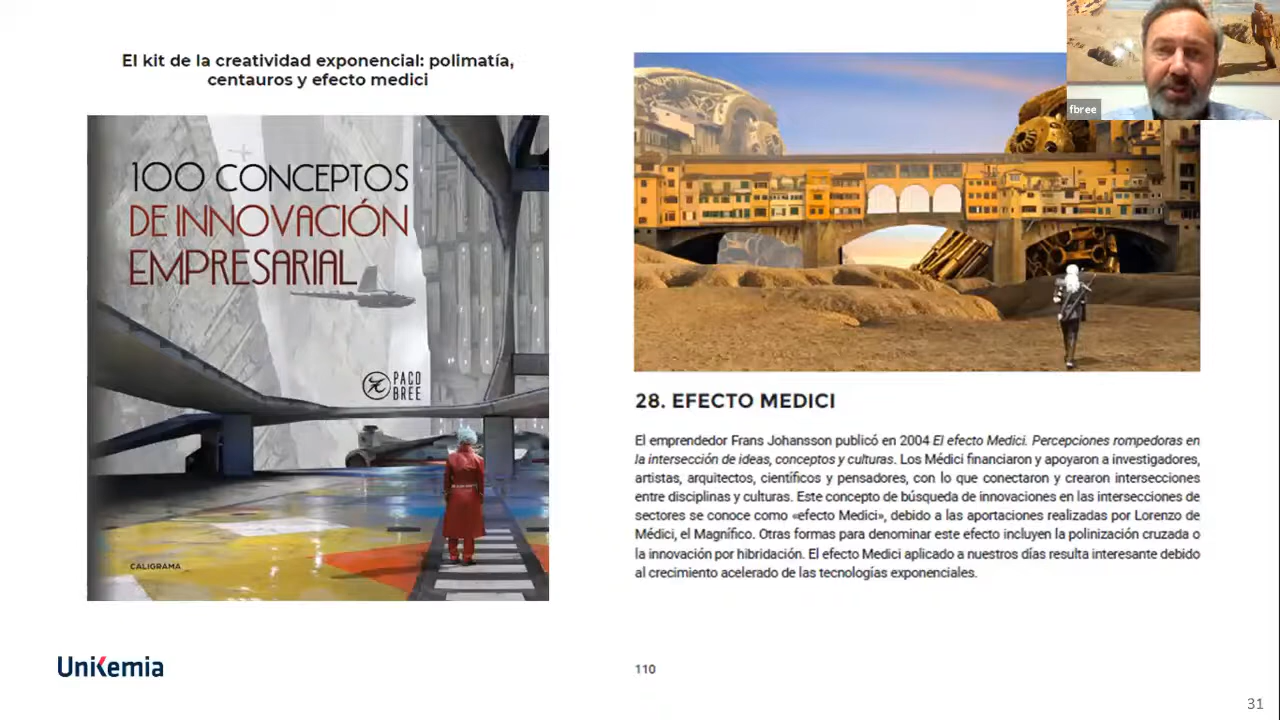 El kit de la creatividad exponencial: polimatía,
centauros y efecto medici
100 CONCEPTOS
DE INNOVACIÓN
EMPRESARIAL
PACO
BREE
CALIGRAMA
UniKemia
fbree
28. EFECTO MEDICI
El emprendedor Frans Johansson publicó en 2004 El efecto Medici. Percepciones rompedoras en
la intersección de ideas, conceptos y culturas. Los Médici financiaron y apoyaron a investigadores,
artistas, arquitectos, científicos y pensadores, con lo que conectaron y crearon intersecciones
entre disciplinas y culturas. Este concepto de búsqueda de innovaciones en las intersecciones de
sectores se conoce como «efecto Medici», debido a las aportaciones realizadas por Lorenzo de
Médici, el Magnífico. Otras formas para denominar este efecto incluyen la polinización cruzada o
la innovación por hibridación. El efecto Medici aplicado a nuestros días resulta interesante debido
al crecimiento acelerado de las tecnologías exponenciales.
110
31